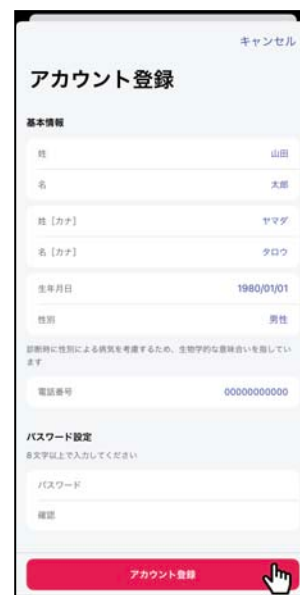 キャンセル
アカウント登録
基本情報
姓 山田
名 太郎
姓 [カナ] ヤマダ
名 [カナ] タロウ
生年月日 1980/01/01
性別 男性
診断時に性別による病気を考慮するため、生物学的な意味合いを指してい
ます
電話番号 00000000000
パスワード設定
8文字以上で入力してください
パスワード
確認
アカウント登録